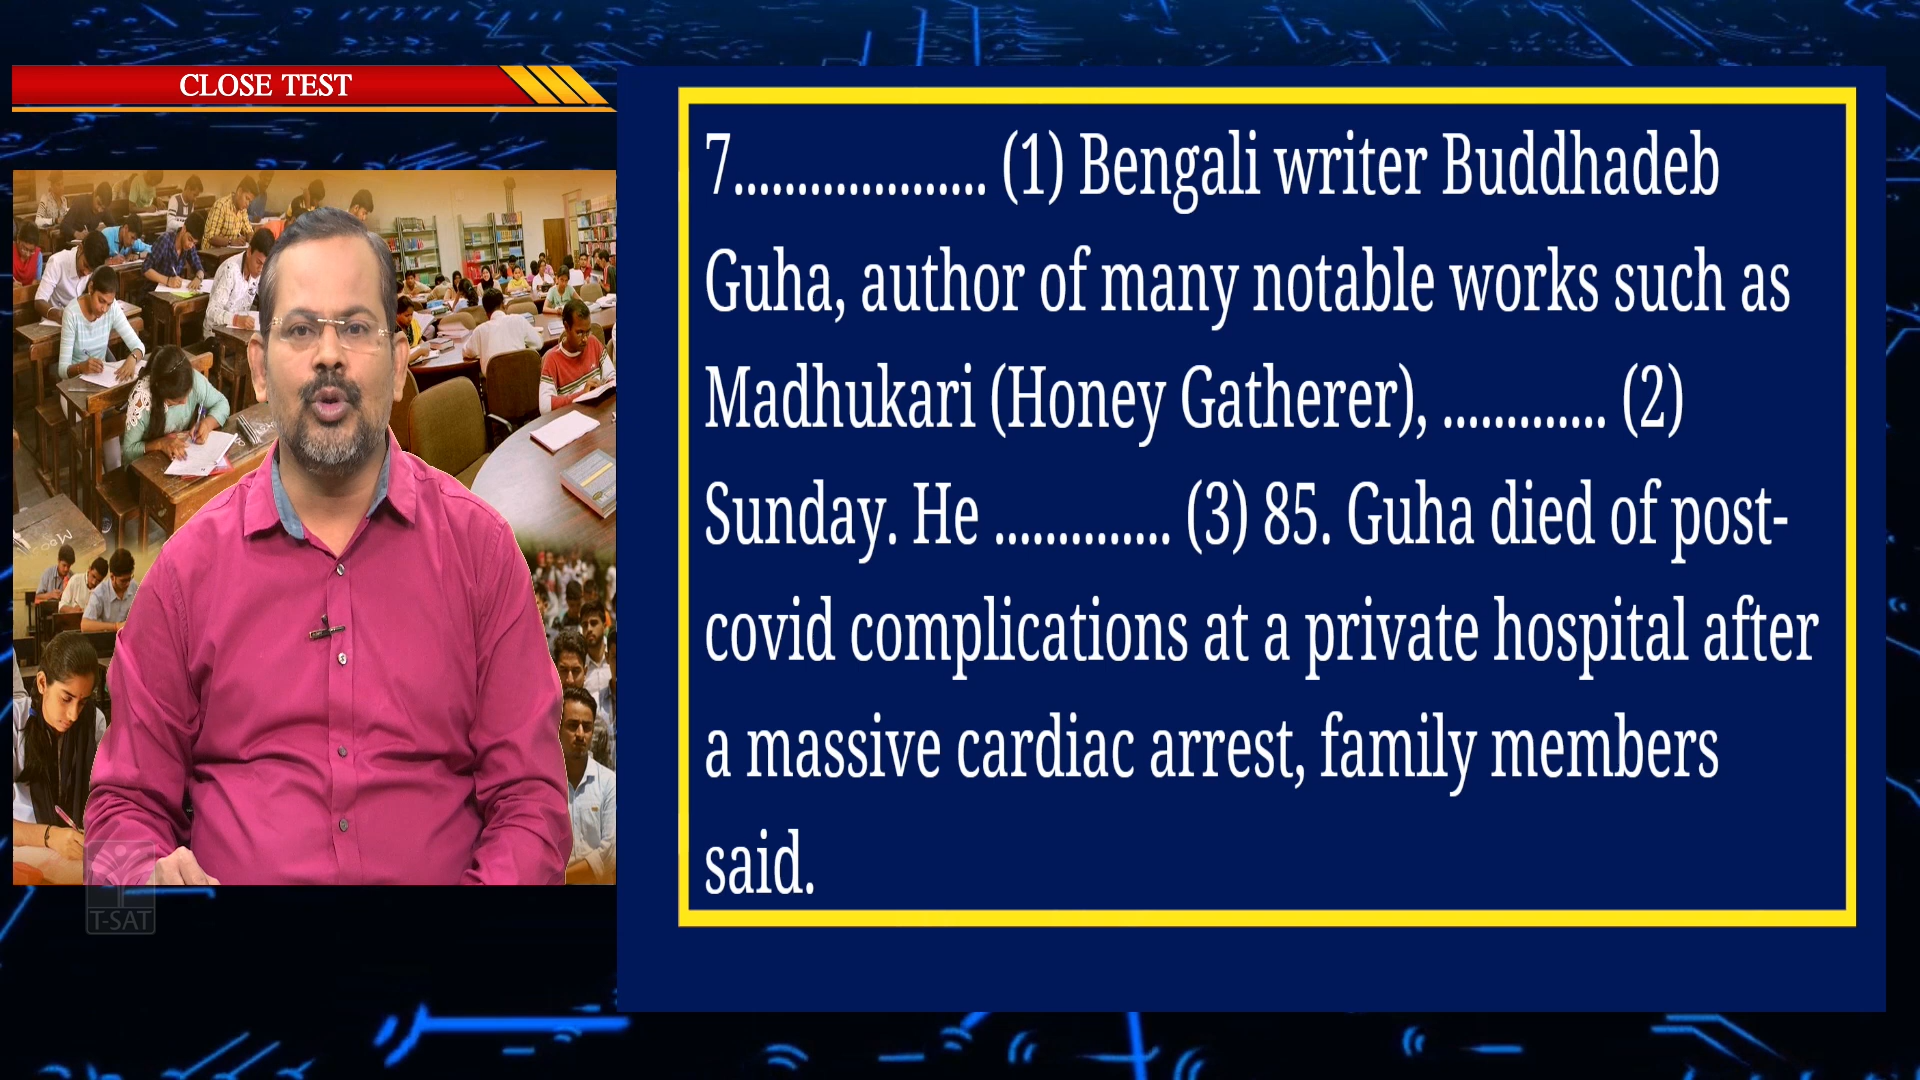 CLOSE TEST
7.................... (1) Bengali writer Buddhadeb
Guha, author of many notable works such as
Madhukari (Honey Gatherer), ............. (2)
Sunday. He .............. (3) 85. Guha died of post-
covid complications at a private hospital after
a massive cardiac arrest, family members
said.
T-SAT